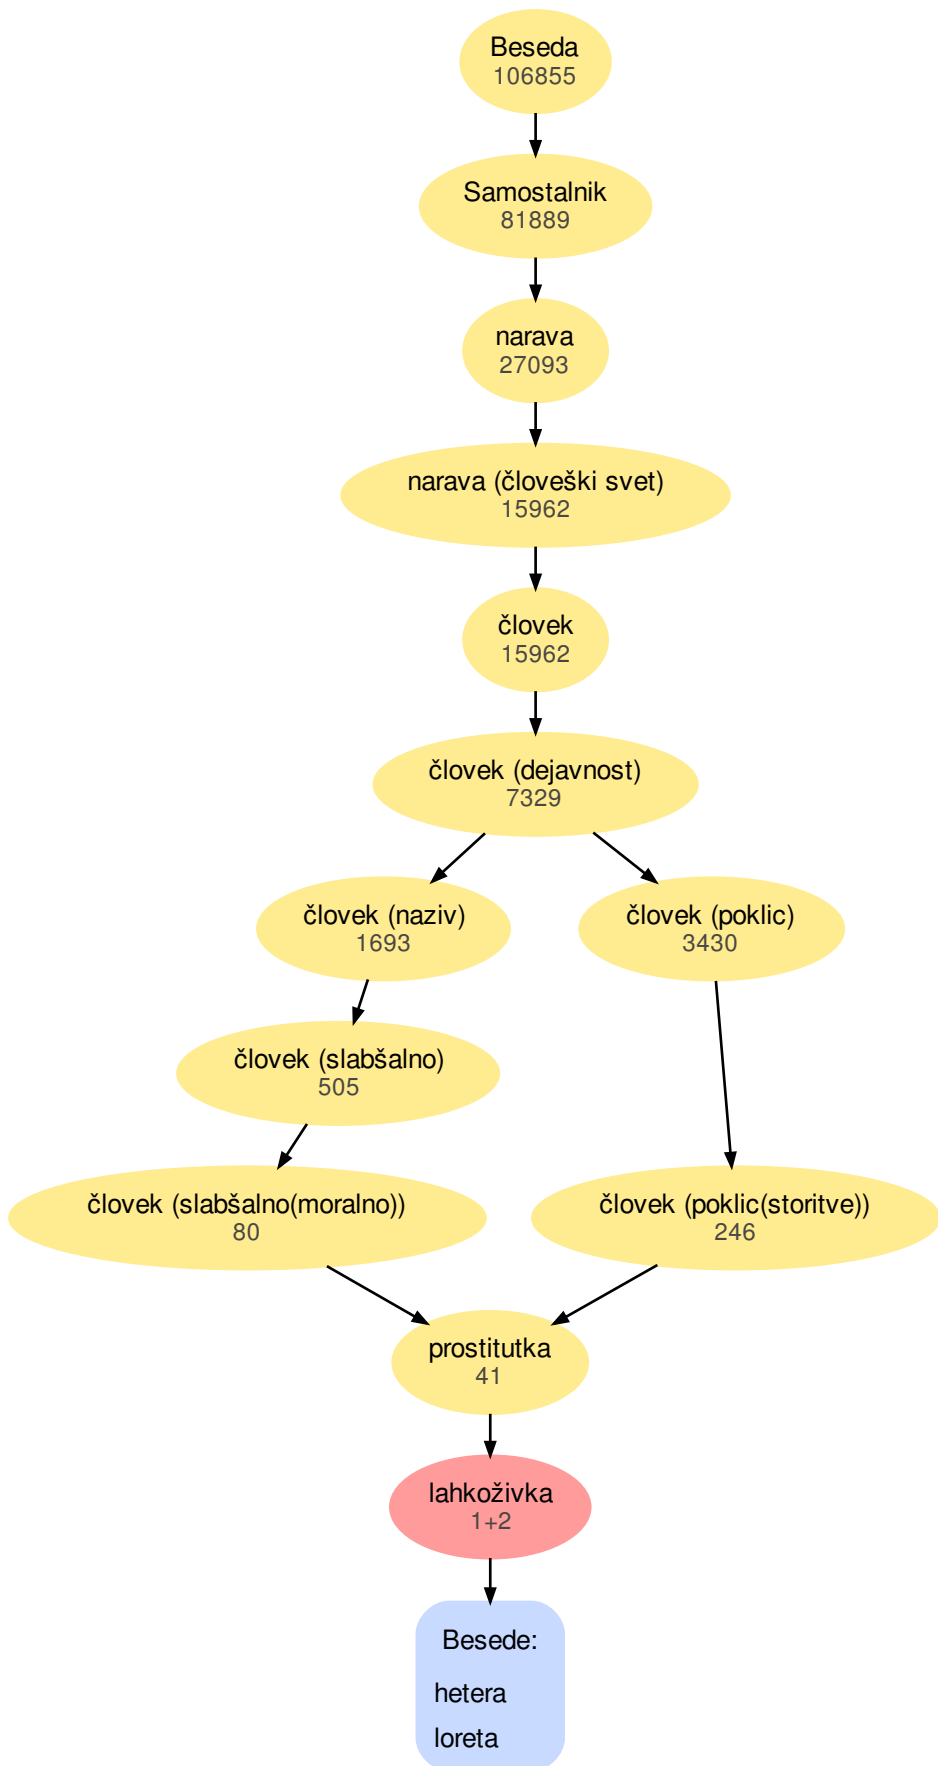 Beseda
106855
Samostalnik
81889
narava
27093
narava (človeški svet)
15962
človek
15962
človek (dejavnost)
7329
človek (naziv)
1693
človek (poklic)
3430
človek (slabšalno)
505
človek (slabšalno(moralno))
80
človek (poklic(storitve))
246
prostitutka
41
lahkoživka
1+2
Besede:
hetera
loreta